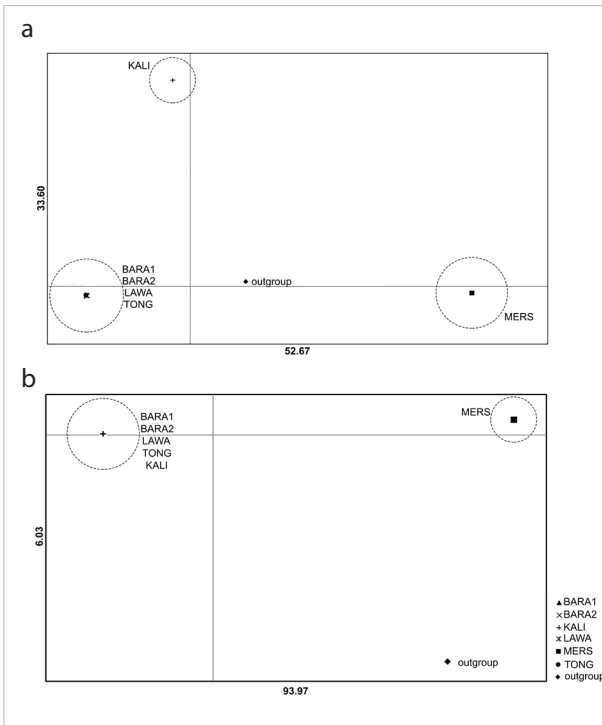 a
KALI
33.60
BARA1
BARA2
LAWA
TONG
outgroup
MERS
52.67
b
BARA1
BARA2
LAWA
TONG
KALI
MERS
6.03
outgroup
93.97
BARA1
BARA2
KALI
LAWA
MERS
TONG
outgroup